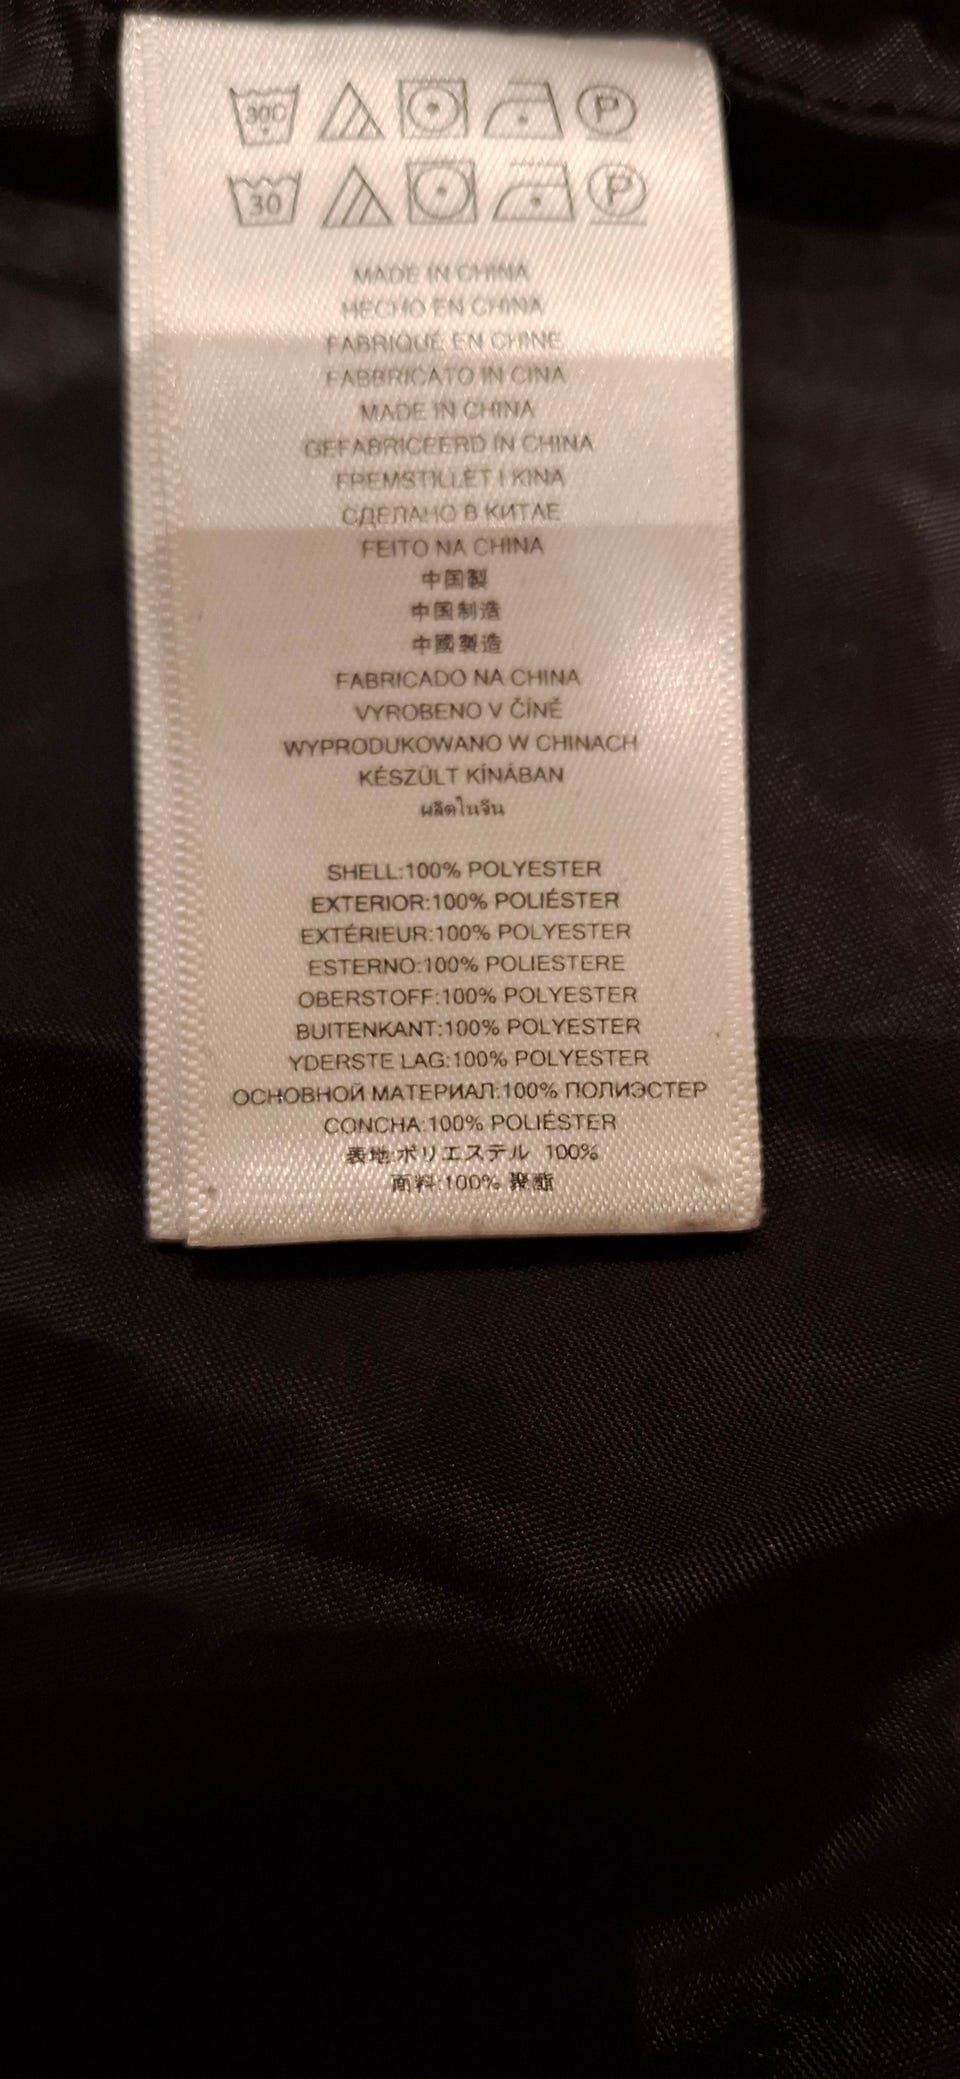 30C P
30 P
MADE IN CHINA
HECHO EN CHINA
FABRIQUÉ EN CHINE
FABBRICATO IN CINA
MADE IN CHINA
GEFABRICEERD IN CHINA
FREMSTILLET I KINA
СДЕЛАНО В КИТАЕ
FEITO NA CHINA
中国製
中国制造
中國製造
FABRICADO NA CHINA
VYROBENO V ČÍNĚ
WYPRODUKOWANO W CHINACH
KÉSZÜLT KÍNÁBAN
ผลิตในจีน
SHELL:100% POLYESTER
EXTERIOR:100% POLIÉSTER
EXTÉRIEUR:100% POLYESTER
ESTERNO:100% POLIESTERE
OBERSTOFF:100% POLYESTER
BUITENKANT:100% POLYESTER
YDERSTE LAG:100% POLYESTER
ОСНОВНОЙ МАТЕРИАЛ:100% ПОЛИЭСТЕР
CONCHA:100% POLIÉSTER
表地:ポリエステル 100%
面料:100% 聚酯